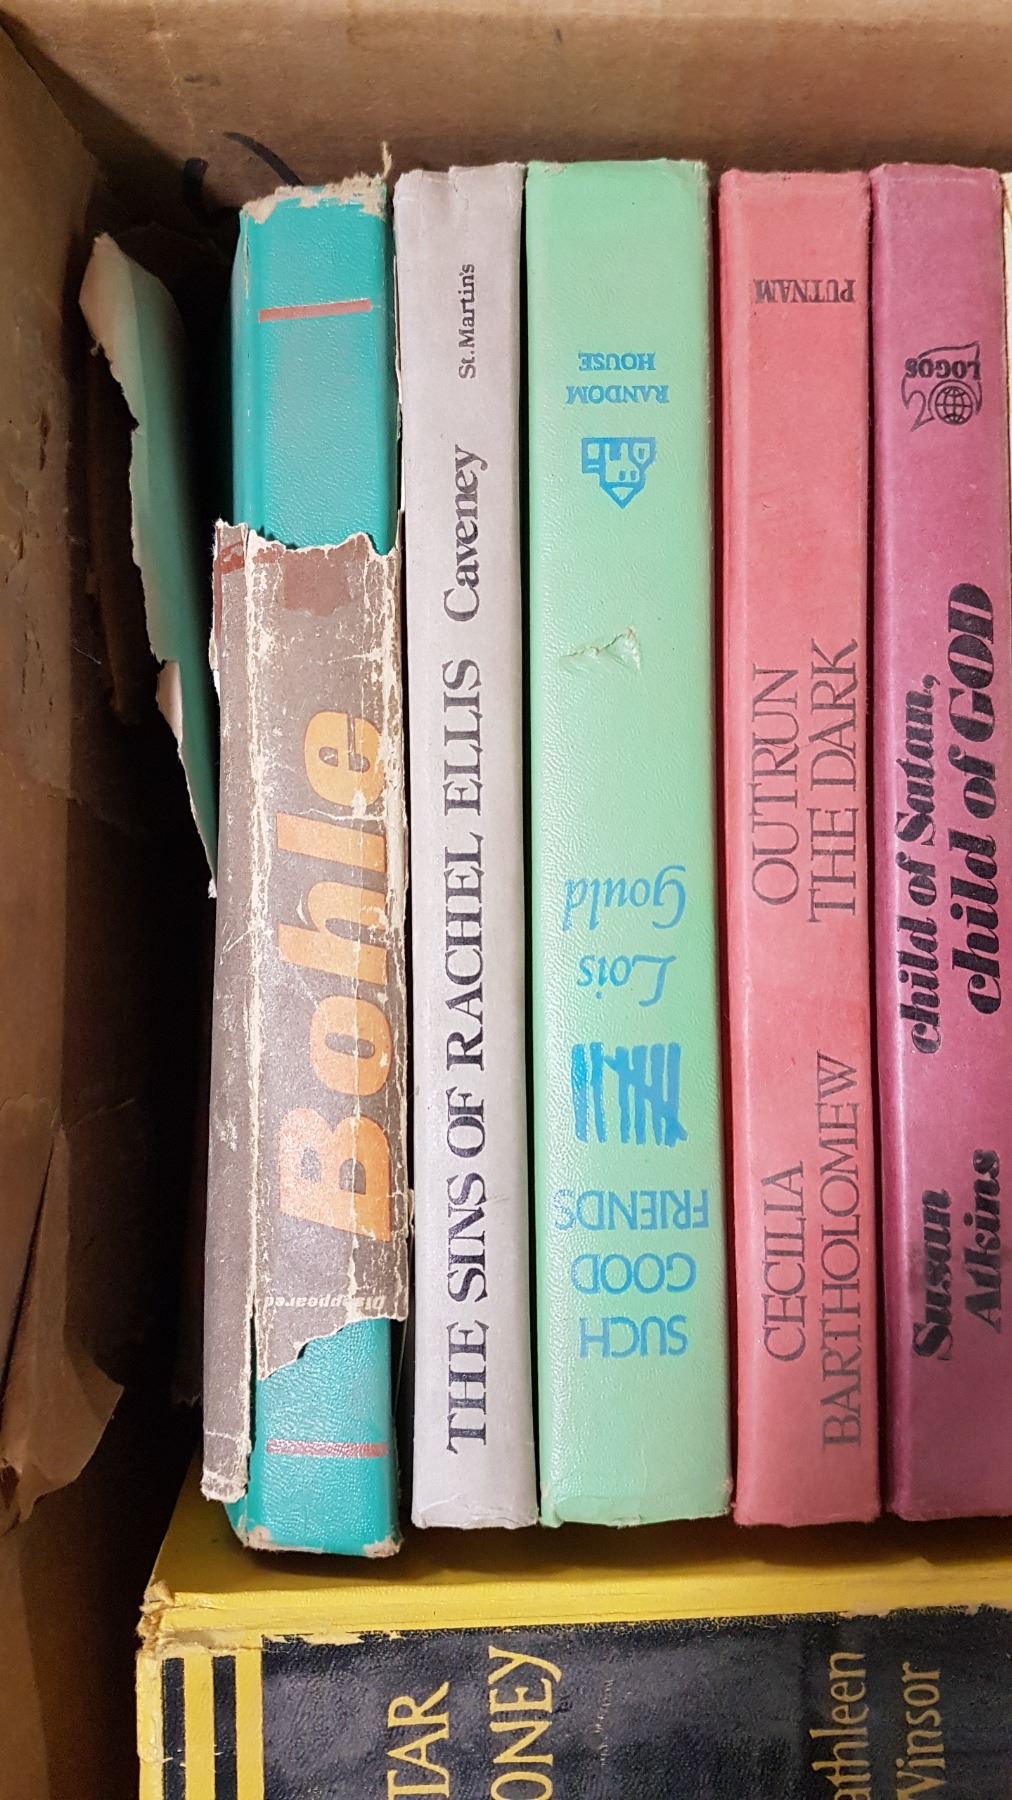 Bohle
Disappeared
THE SINS OF RACHEL ELLIS Caveney St. Martin's
SUCH
GOOD
FRIENDS
Lois
Gould
RANDOM
HOUSE
CECILIA
BARTHOLOMEW
OUTRUN
THE DARK
PUTNAM
Susan
Atkins
child of Satan,
child of GOD
LOGOS
TAR
ONEY
athleen
Winsor